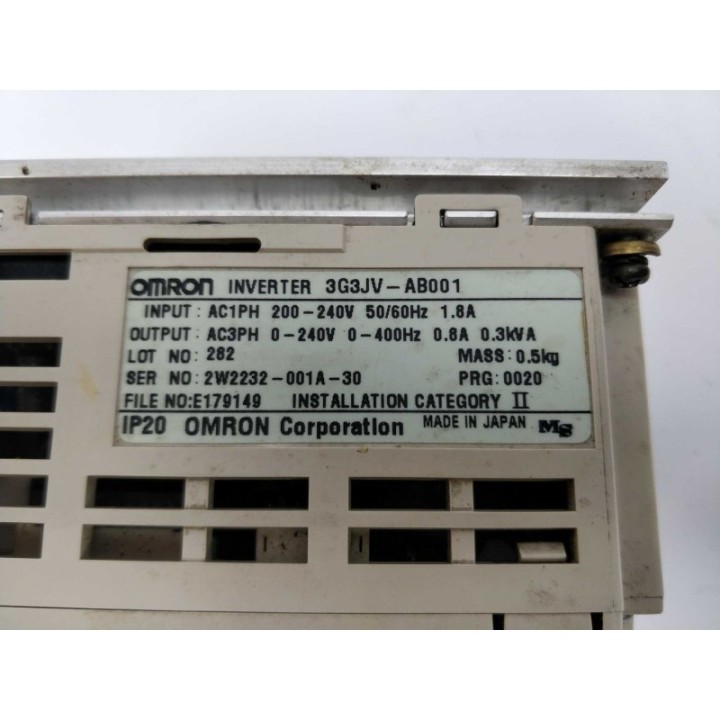 OMRON INVERTER 3G3JV-AB001
INPUT: AC1PH 200-240V 50/60Hz 1.8A
OUTPUT: AC3PH 0-240V 0-400Hz 0.8A 0.3kVA
LOT NO: 282 MASS: 0.5kg
SER NO: 2W2232-001A-30 PRG: 0020
FILE NO:E179149 INSTALLATION CATEGORY II
IP20 OMRON Corporation MADE IN JAPAN MS